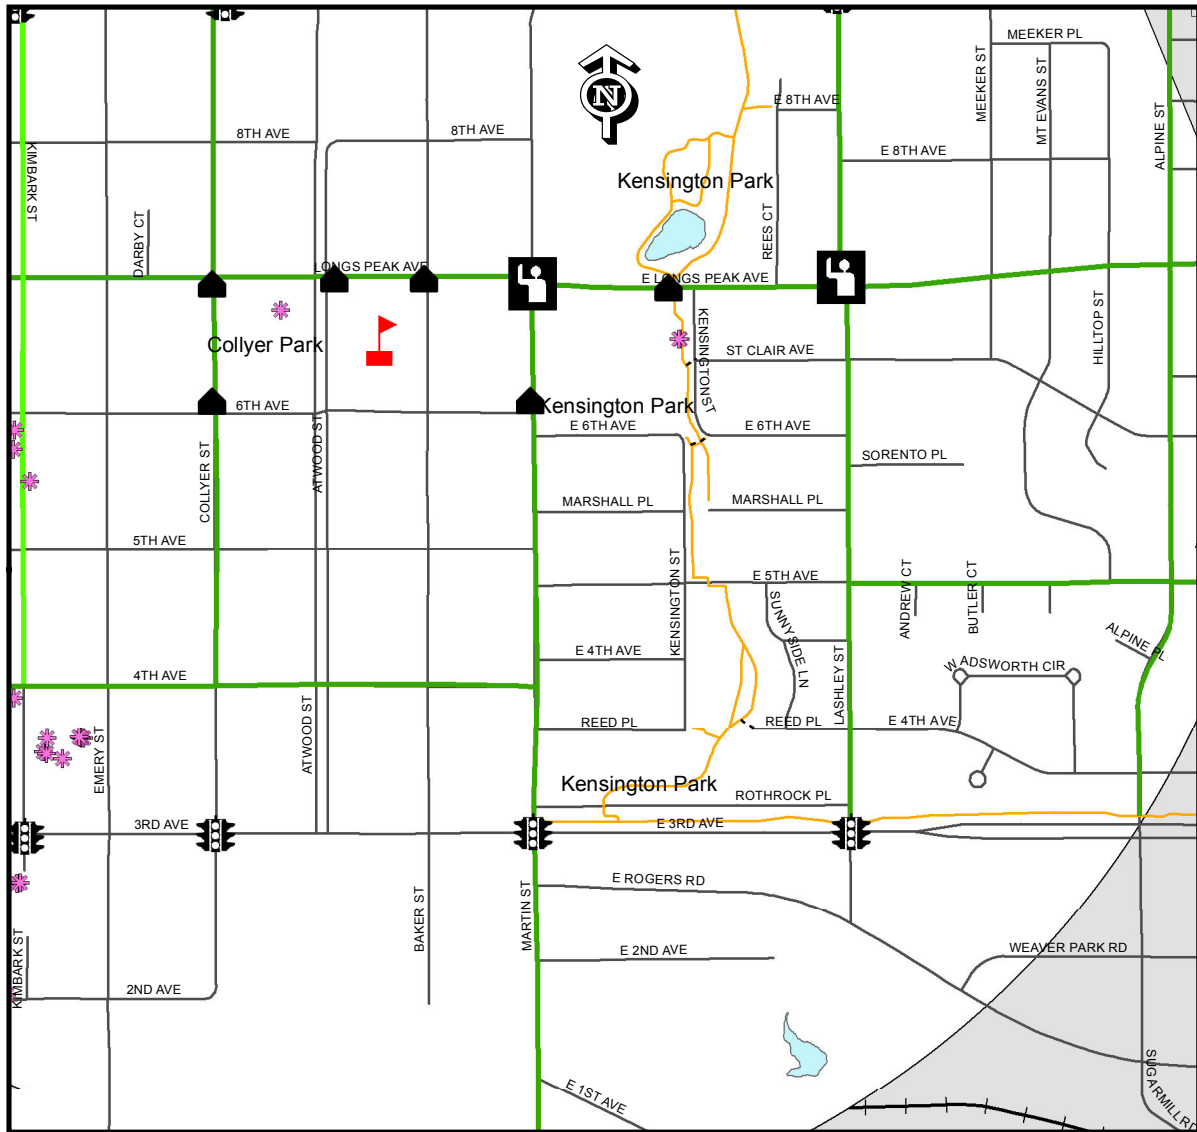 MEEKER PL
MEEKER ST
MT EVANS ST
ALPINE ST
N
E 8TH AVE
8TH AVE
8TH AVE
E 8TH AVE
KIMBARK ST
Kensington Park
DARBY CT
REES CT
LONGS PEAK AVE
E LONGS PEAK AVE
HILLTOP ST
KENSINGTON ST
Collyer Park
ST CLAIR AVE
6TH AVE
Kensington Park
E 6TH AVE
E 6TH AVE
ATWOOD ST
COLLYER ST
SORENTO PL
MARSHALL PL
MARSHALL PL
5TH AVE
KENSINGTON ST
E 5TH AVE
SUNNYSIDE LN
ANDREW CT
BUTLER CT
ALPINE PL
E 4TH AVE
LASHLEY ST
WADSWORTH CIR
4TH AVE
ATWOOD ST
EMERY ST
REED PL
REED PL
E 4TH AVE
Kensington Park
ROTHROCK PL
3RD AVE
E 3RD AVE
E ROGERS RD
BAKER ST
MARTIN ST
KIMBARK ST
E 2ND AVE
WEAVER PARK RD
2ND AVE
E 1ST AVE
SUGARMILL RD